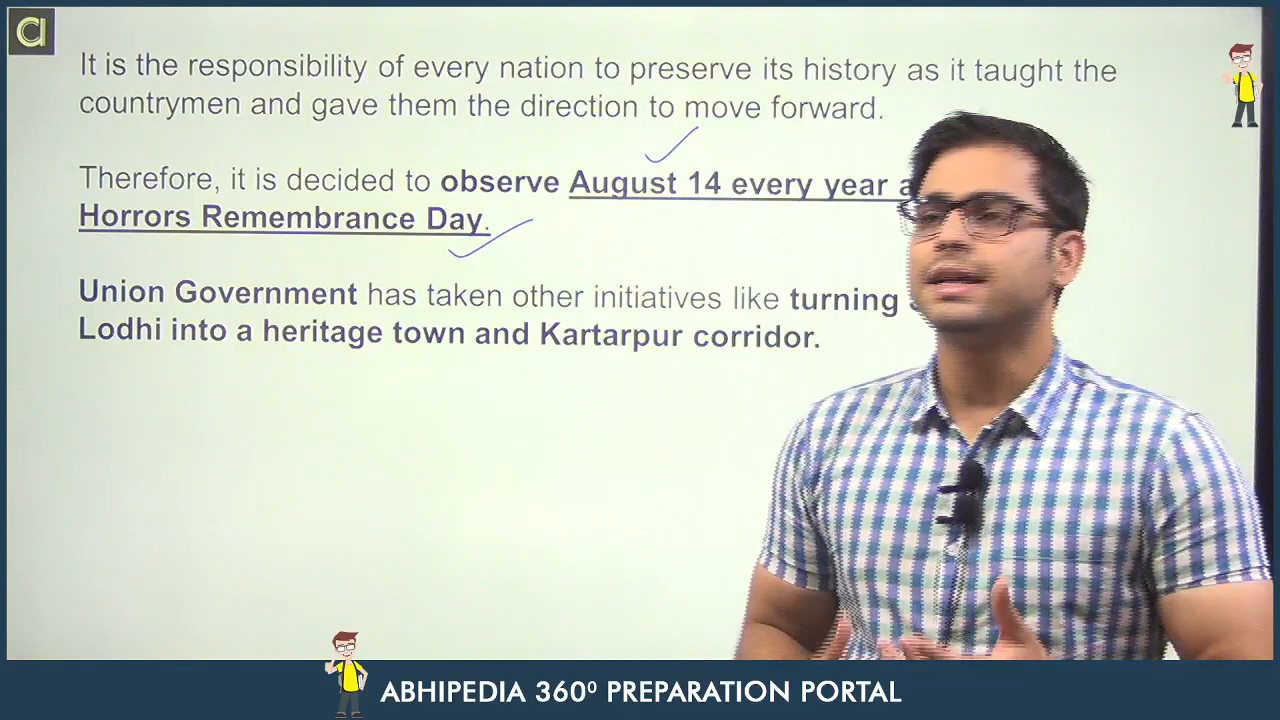 It is the responsibility of every nation to preserve its history as it taught the
countrymen and gave them the direction to move forward.
Therefore, it is decided to observe August 14 every year
Horrors Remembrance Day.
Union Government has taken other initiatives like turning
Lodhi into a heritage town and Kartarpur corridor.
ABHIPEDIA 360⁰ PREPARATION PORTAL